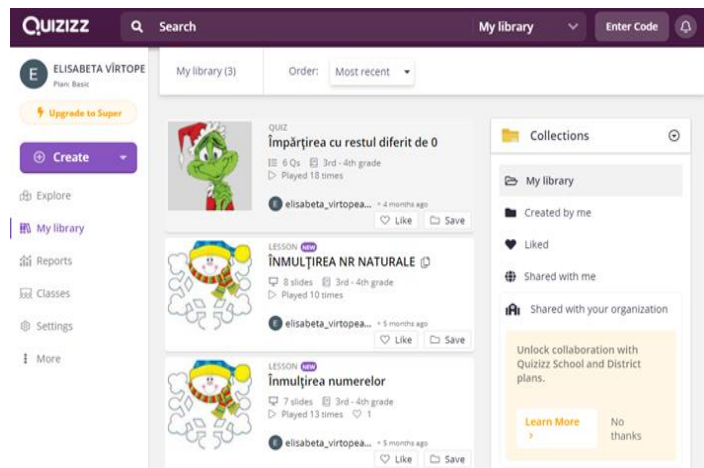 QUIZIZZ
Search
My library
Enter Code
E
ELISABETA VÎRTOPE
Plan: Basic
Upgrade to Super
Create
Explore
My library
Reports
Classes
Settings
More
My library (3)
Order:
Most recent
QUIZ
Împărțirea cu restul diferit de 0
6 Qs 3rd - 4th grade
Played 18 times
E elisabeta_virtopea... • 4 months ago
Like Save
LESSON NEW
ÎNMULȚIREA NR NATURALE
8 slides 3rd - 4th grade
Played 10 times
elisabeta_virtopea... • 5 months ago
Like Save
LESSON NEW
Înmulțirea numerelor
7 slides 3rd - 4th grade
Played 13 times 1
elisabeta_virtopea... • 5 months ago
Like Save
Collections
My library
Created by me
Liked
Shared with me
Shared with your organization
Unlock collaboration with
Quizizz School and District
plans.
Learn More >
No thanks